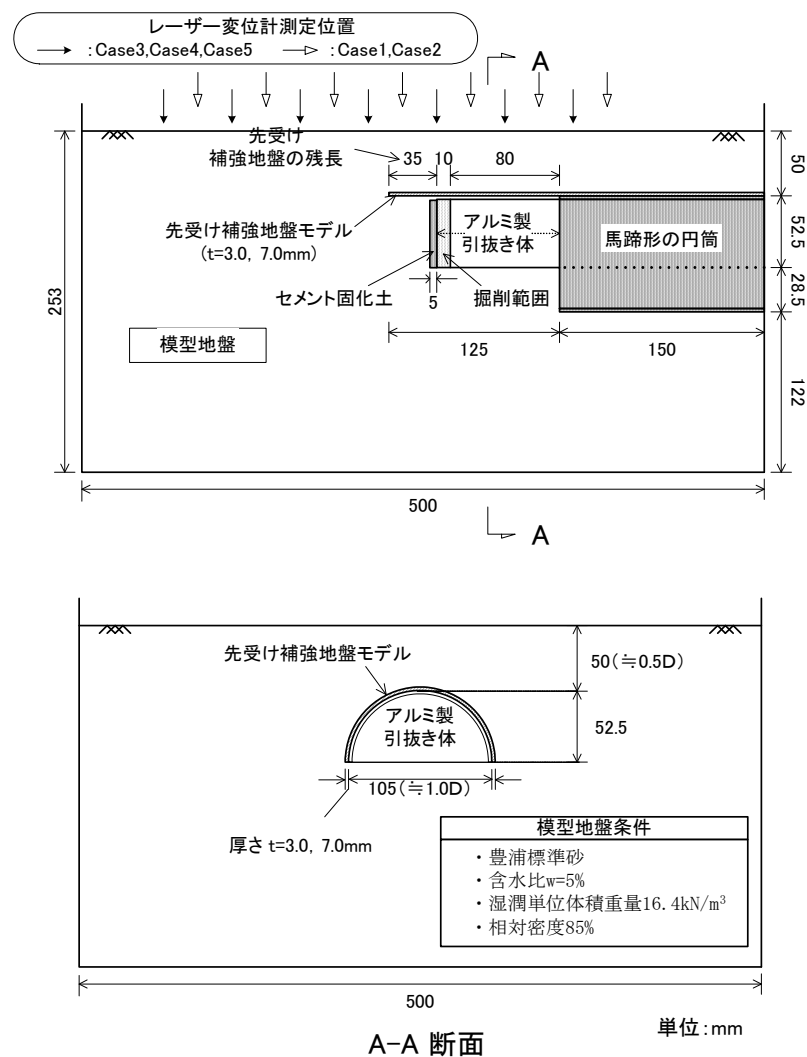 レーザー変位計測定位置
:Case3,Case4,Case5 :Case1,Case2
A
先受け
補強地盤の残長
35 10 80
50
先受け補強地盤モデル
(t=3.0, 7.0mm)
アルミ製
引抜き体
馬蹄形の円筒
52.5
セメント固化土
5
掘削範囲
28.5
253
模型地盤
125
150
122
500
A
先受け補強地盤モデル
50(≒0.5D)
アルミ製
引抜き体
52.5
105(≒1.0D)
厚さ t=3.0, 7.0mm
模型地盤条件
・豊浦標準砂
・含水比w=5%
・湿潤単位体積重量16.4kN/m³
・相対密度85%
500
単位:mm
A-A 断面